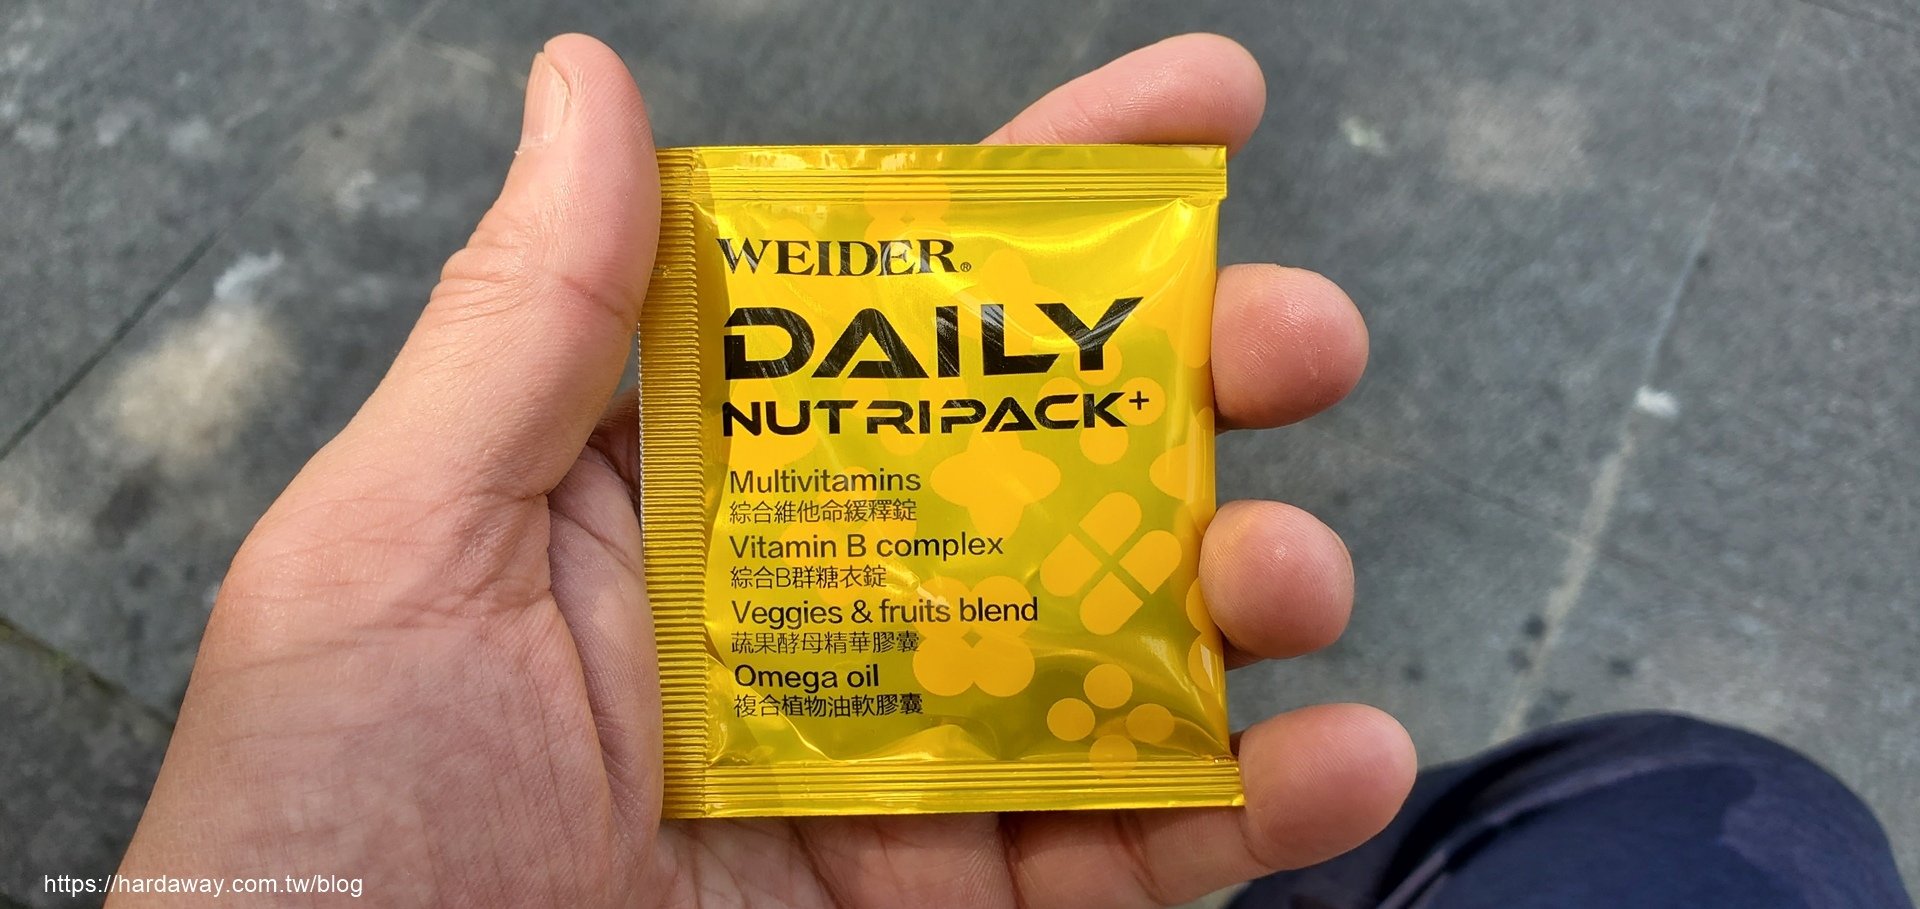 WEIDER®
DAILY
NUTRIPACK+
Multivitamins
綜合維他命緩釋錠
Vitamin B complex
綜合B群糖衣錠
Veggies & fruits blend
蔬果酵母精華膠囊
Omega oil
複合植物油軟膠囊
https://hardaway.com.tw/blog